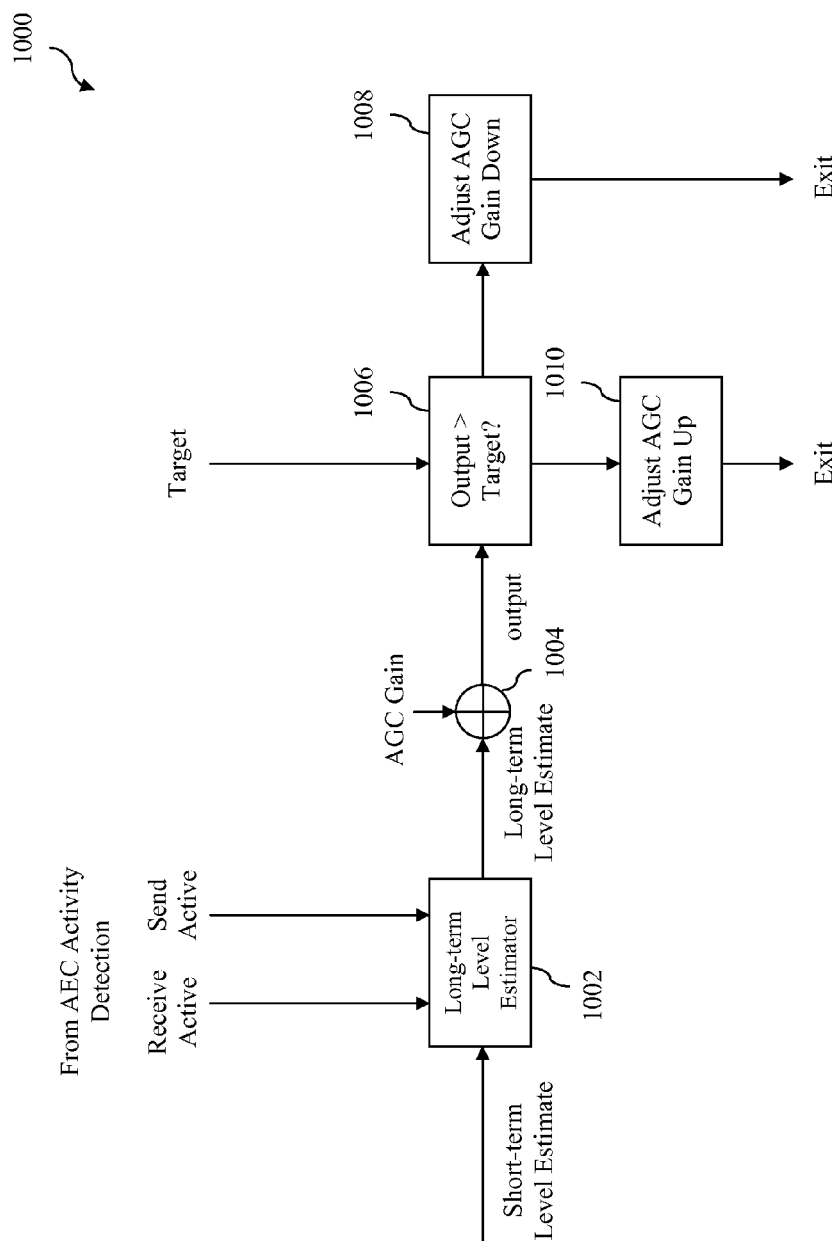 1000
From AEC Activity
Detection
Receive
Active
Send
Active
Target
Short-term
Level Estimate
Long-term
Level
Estimator
1002
Long-term
Level Estimate
AGC Gain
1004
output
Output >
Target?
1006
Adjust AGC
Gain Down
1008
Adjust AGC
Gain Up
1010
Exit
Exit